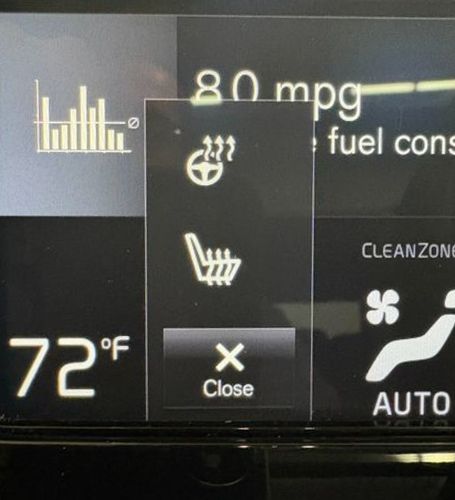 8.0 mpg
fuel cons
CLEANZONE
72°F
AUTO
Close